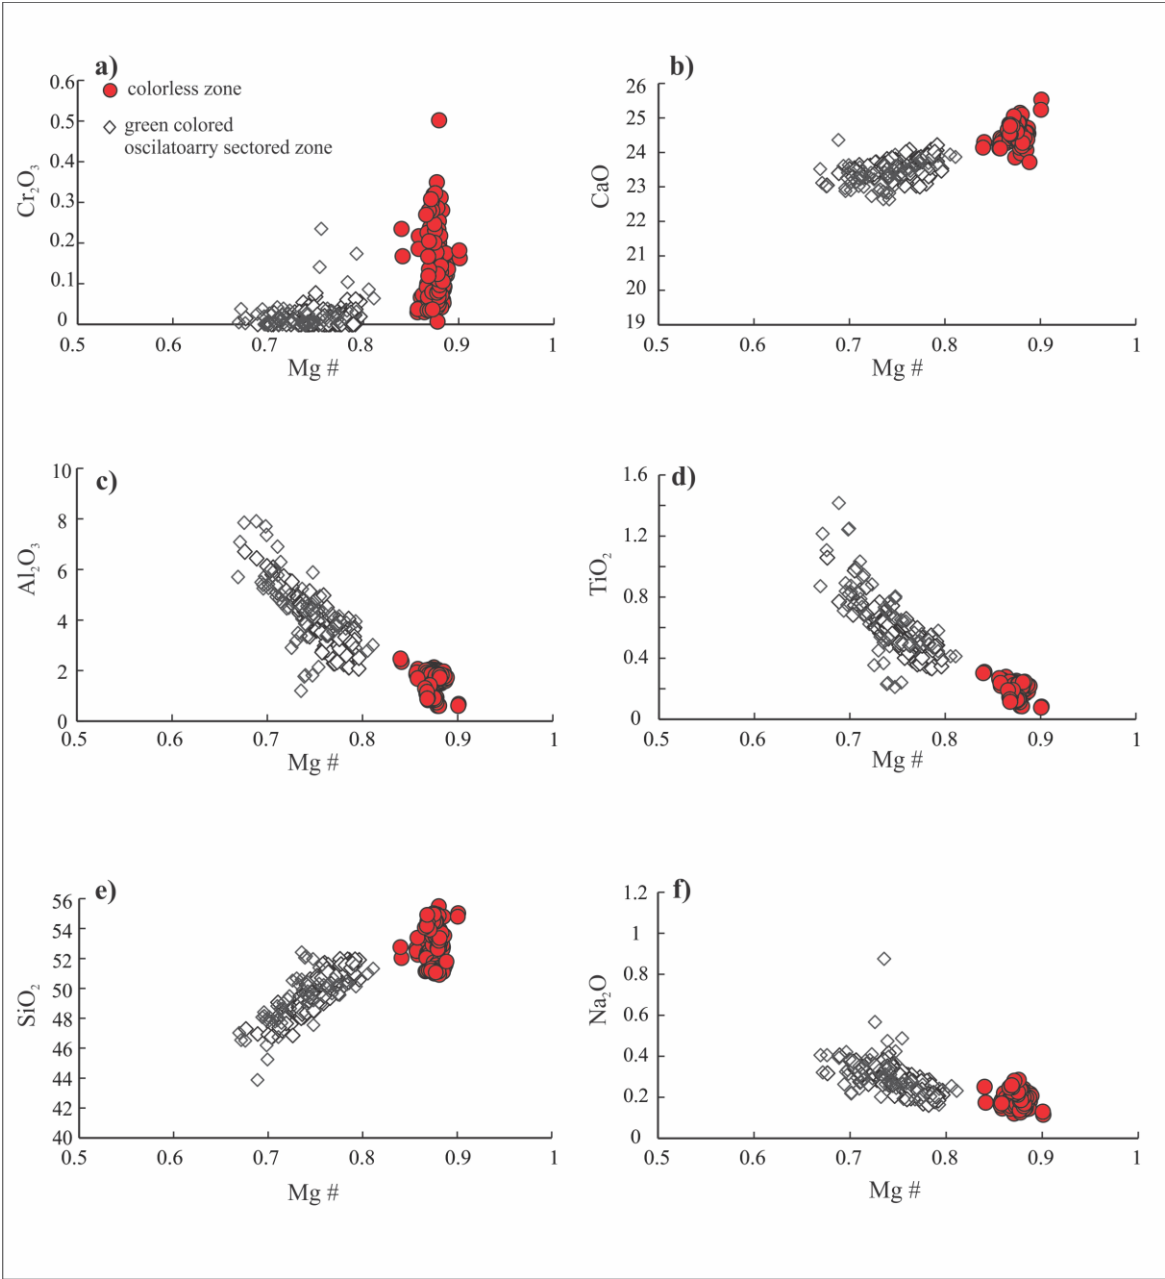 a)
0.6
0.5
0.4
0.3
0.2
0.1
0
Cr₂O₃
colorless zone
green colored
oscilatoarry sectored zone
0.5 0.6 0.7 0.8 0.9 1
Mg #
b)
26
25
24
23
22
21
20
19
CaO
0.5 0.6 0.7 0.8 0.9 1
Mg #
c)
10
8
6
4
2
0
Al₂O₃
0.5 0.6 0.7 0.8 0.9 1
Mg #
d)
1.6
1.2
0.8
0.4
0
TiO₂
0.5 0.6 0.7 0.8 0.9 1
Mg #
e)
56
54
52
50
48
46
44
42
40
SiO₂
0.5 0.6 0.7 0.8 0.9 1
Mg #
f)
1.2
1
0.8
0.6
0.4
0.2
0
Na₂O
0.5 0.6 0.7 0.8 0.9 1
Mg #